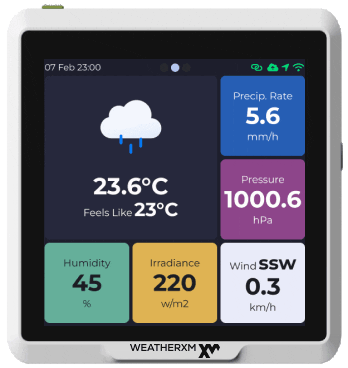 07 Feb 23:00
23.6°C
Feels Like 23°C
Precip. Rate
5.6
mm/h
Pressure
1000.6
hPa
Humidity
45
%
Irradiance
220
w/m2
Wind SSW
0.3
km/h
WEATHERXM